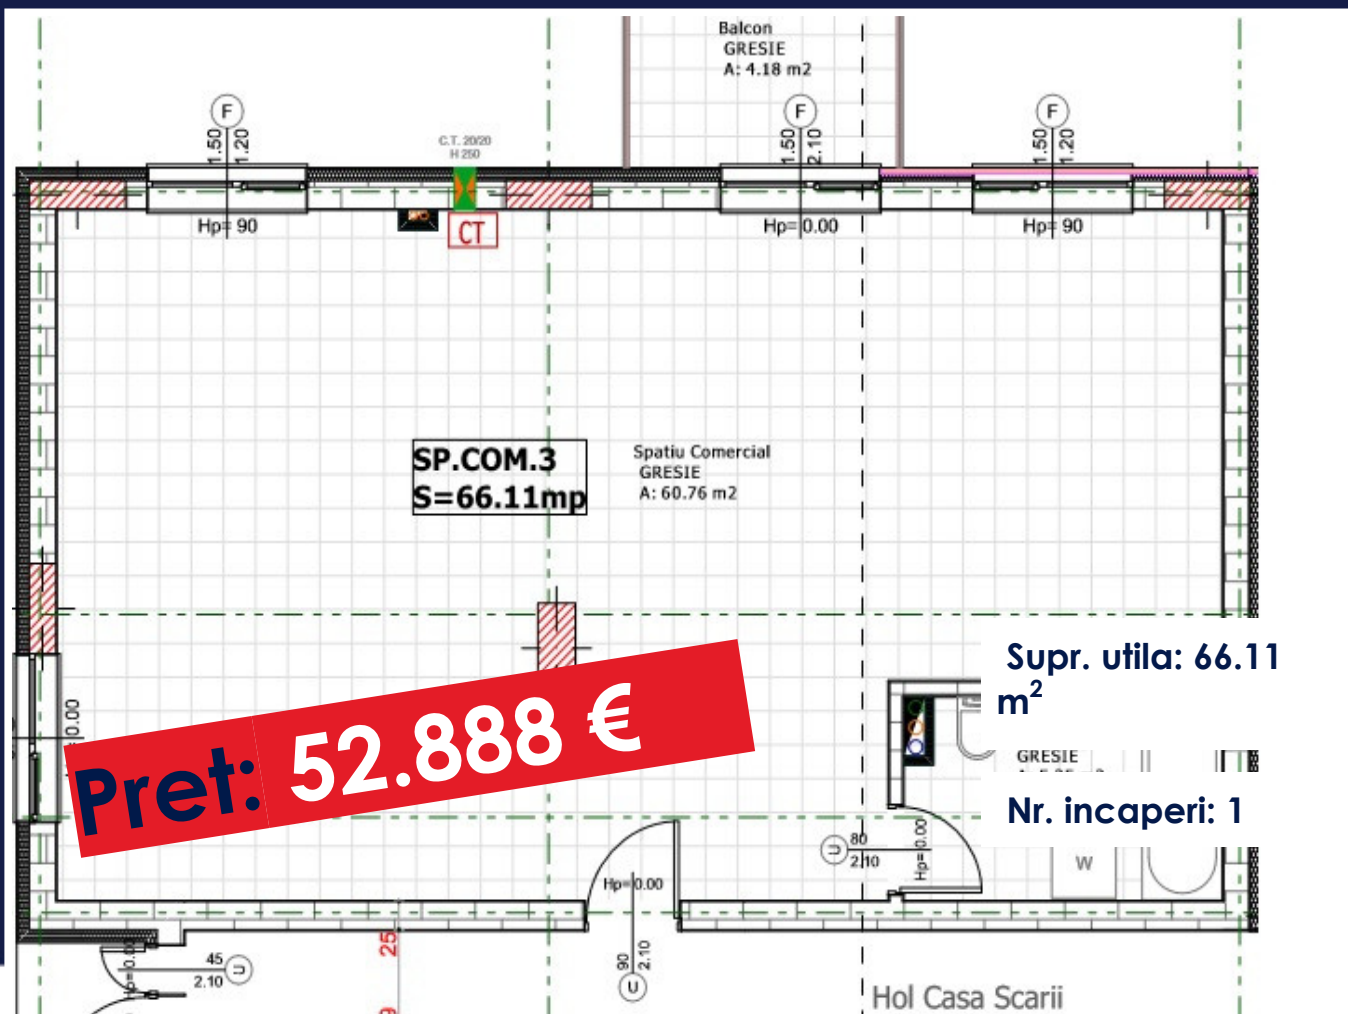 Balcon
GRESIE
A: 4.18 m2
F
1.50
1.20
C.T. 20/20
H 250
F
1.50
2.10
F
1.50
1.20
Hp= 90
CT
Hp= 0.00
Hp= 90
SP.COM.3
S=66.11mp
Spatiu Comercial
GRESIE
A: 60.76 m2
Supr. utila: 66.11
m²
0.00
Pret: 52.888 €
GRESIE
Nr. incaperi: 1
U
80
2.10
Hp= 0.00
W
Hp= 0.00
25
45
2.10
U
Hp= 0.00
90
2.10
U
Hol Casa Scarii